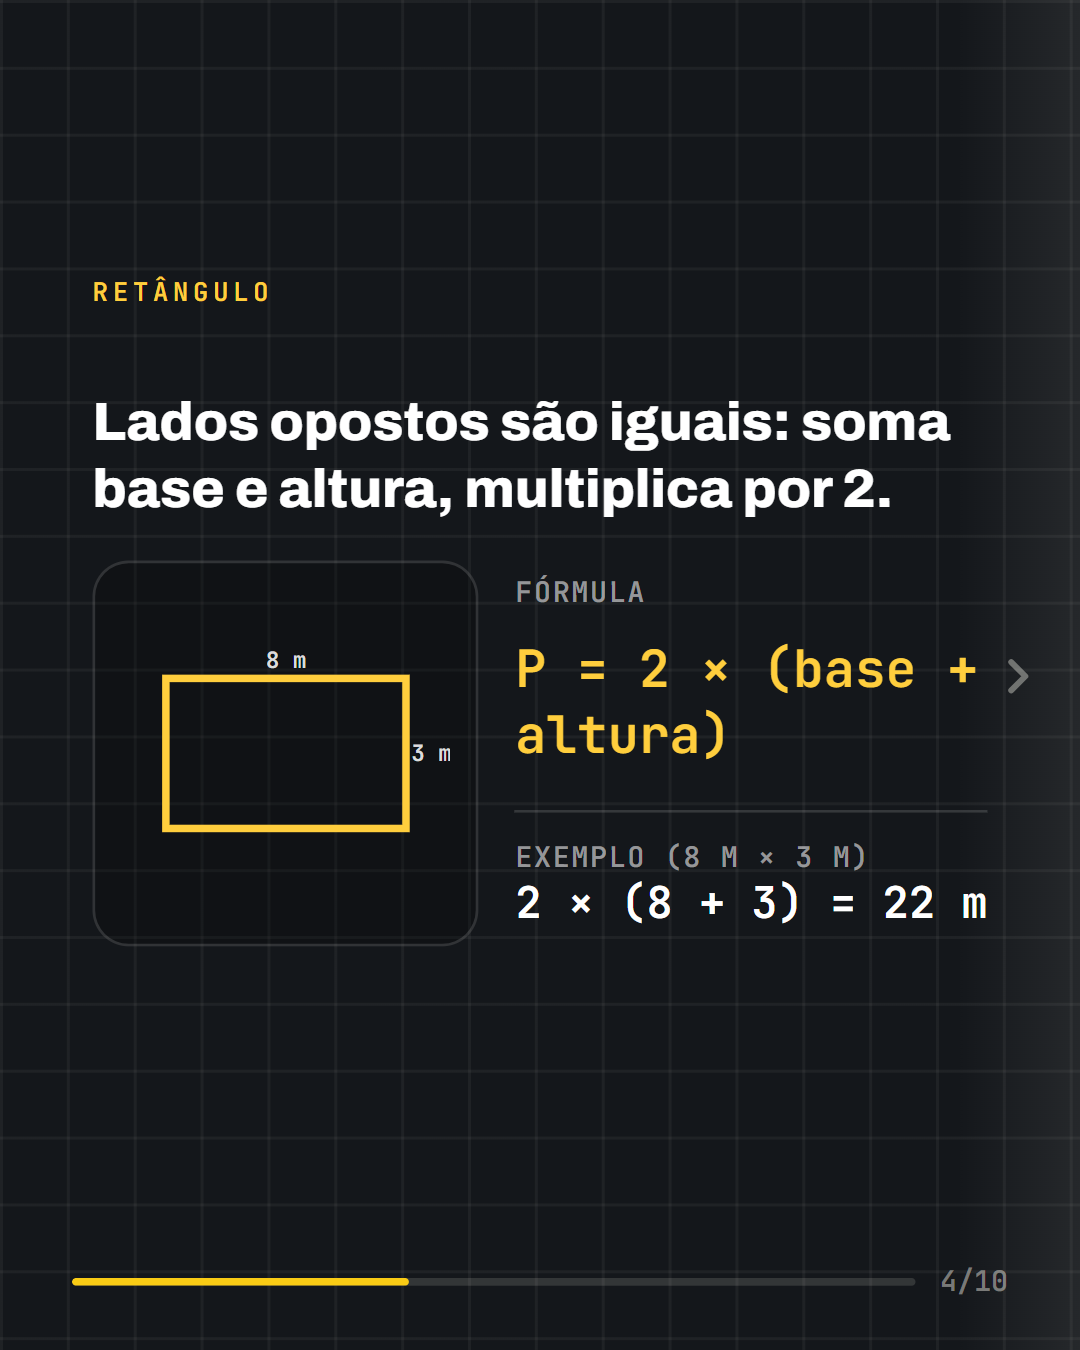 RETÂNGULO
Lados opostos são iguais: soma
base e altura, multiplica por 2.
8 m
3 m
FÓRMULA
P = 2 × (base +
altura)
EXEMPLO (8 M × 3 M)
2 × (8 + 3) = 22 m
4/10